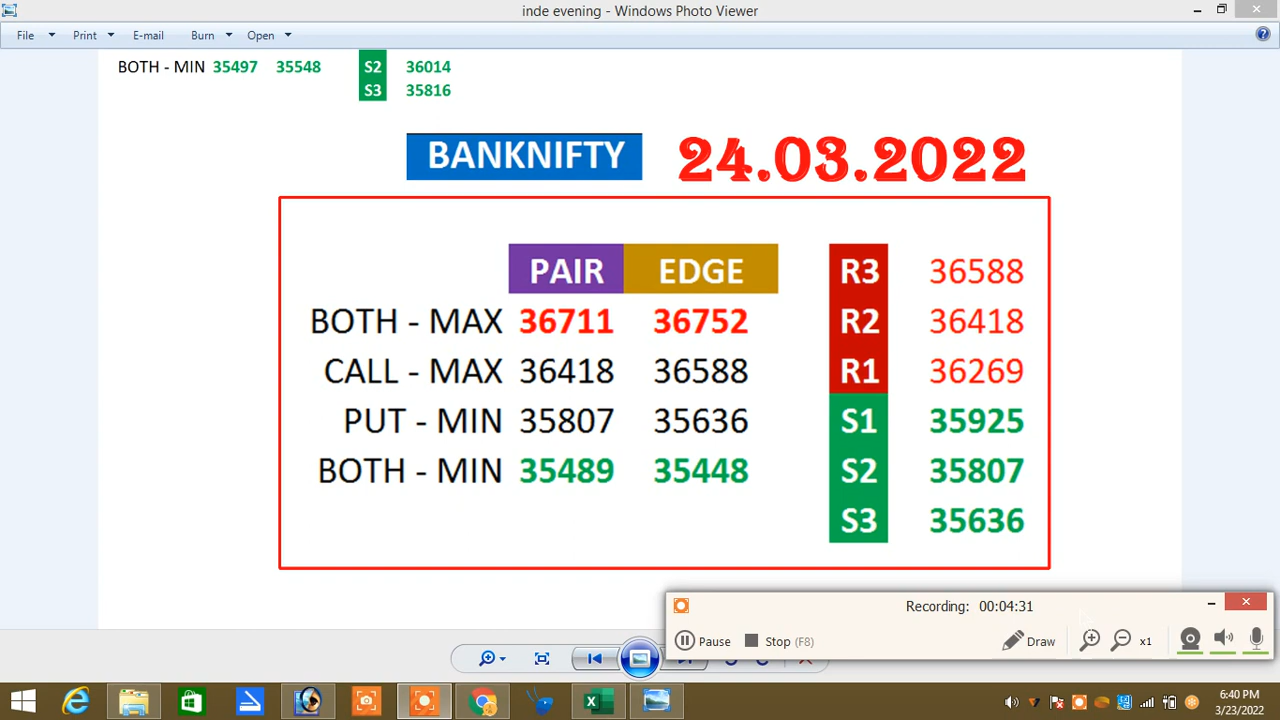 inde evening - Windows Photo Viewer
File Print E-mail Burn Open
BOTH - MIN 35497 35548 S2 36014
S3 35816
BANKNIFTY 24.03.2022
PAIR EDGE R3 36588
BOTH - MAX 36711 36752 R2 36418
CALL - MAX 36418 36588 R1 36269
PUT - MIN 35807 35636 S1 35925
BOTH - MIN 35489 35448 S2 35807
S3 35636
Recording: 00:04:31
Pause Stop (F8) Draw x1
6:40 PM
3/23/2022